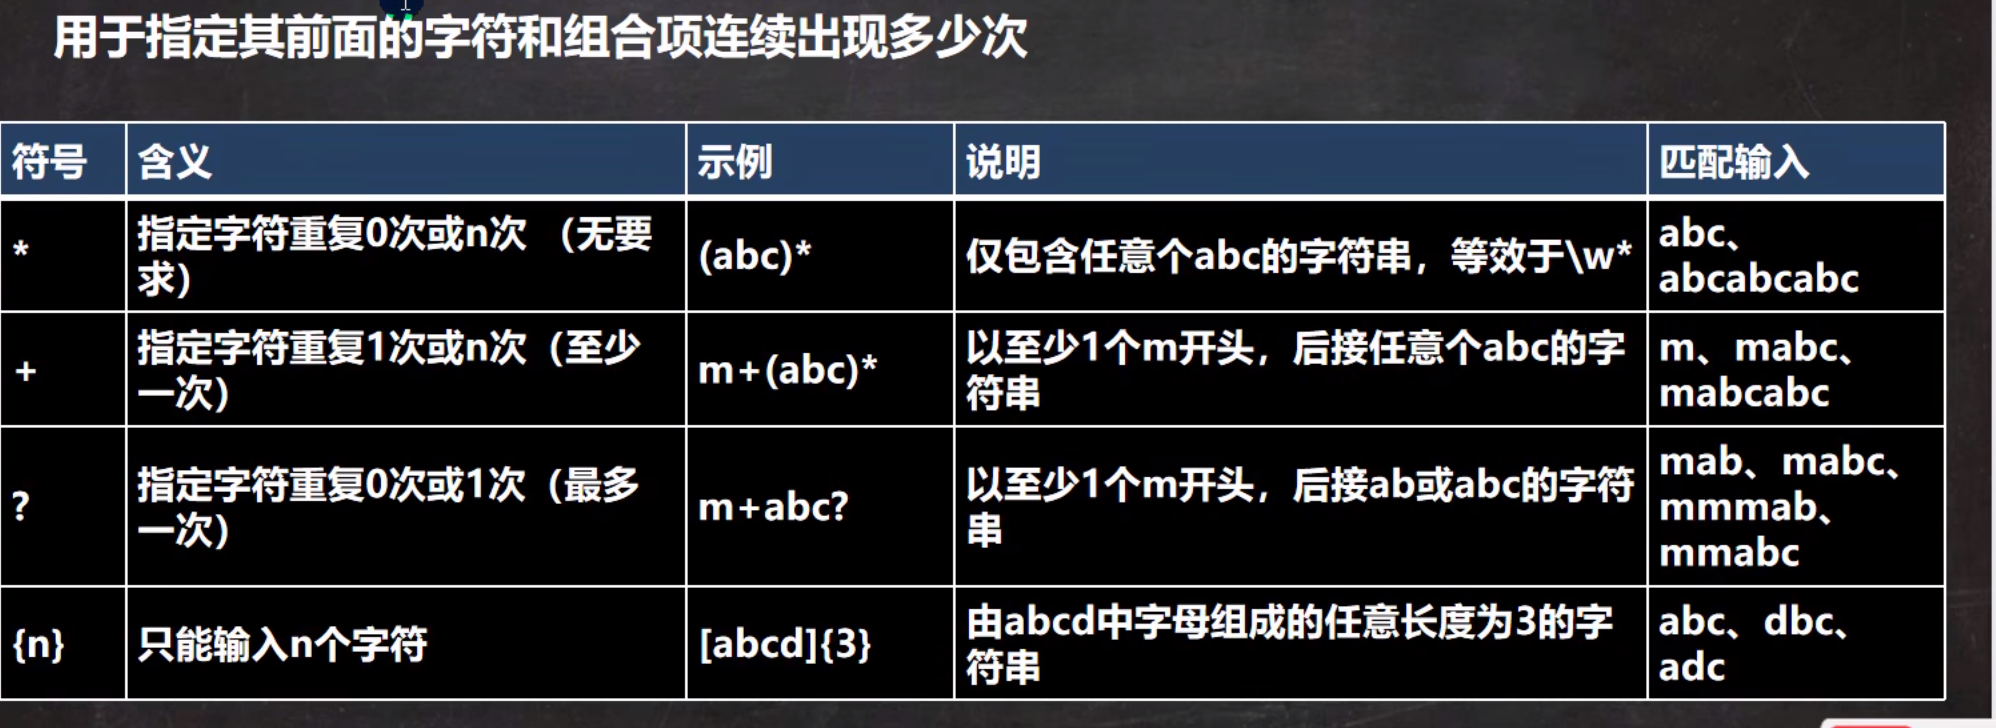 用于指定其前面的字符和组合项连续出现多少次
符号 含义 示例 说明 匹配输入
* 指定字符重复0次或n次 （无要
求） (abc)* 仅包含任意个abc的字符串，等效于\w* abc、
abcabcabc
+ 指定字符重复1次或n次（至少
一次） m+(abc)* 以至少1个m开头，后接任意个abc的字
符串 m、mabc、
mabcabc
? 指定字符重复0次或1次（最多
一次） m+abc? 以至少1个m开头，后接ab或abc的字符
串 mab、mabc、
mmmab、
mmabc
{n} 只能输入n个字符 [abcd]{3} 由abcd中字母组成的任意长度为3的字
符串 abc、dbc、
adc